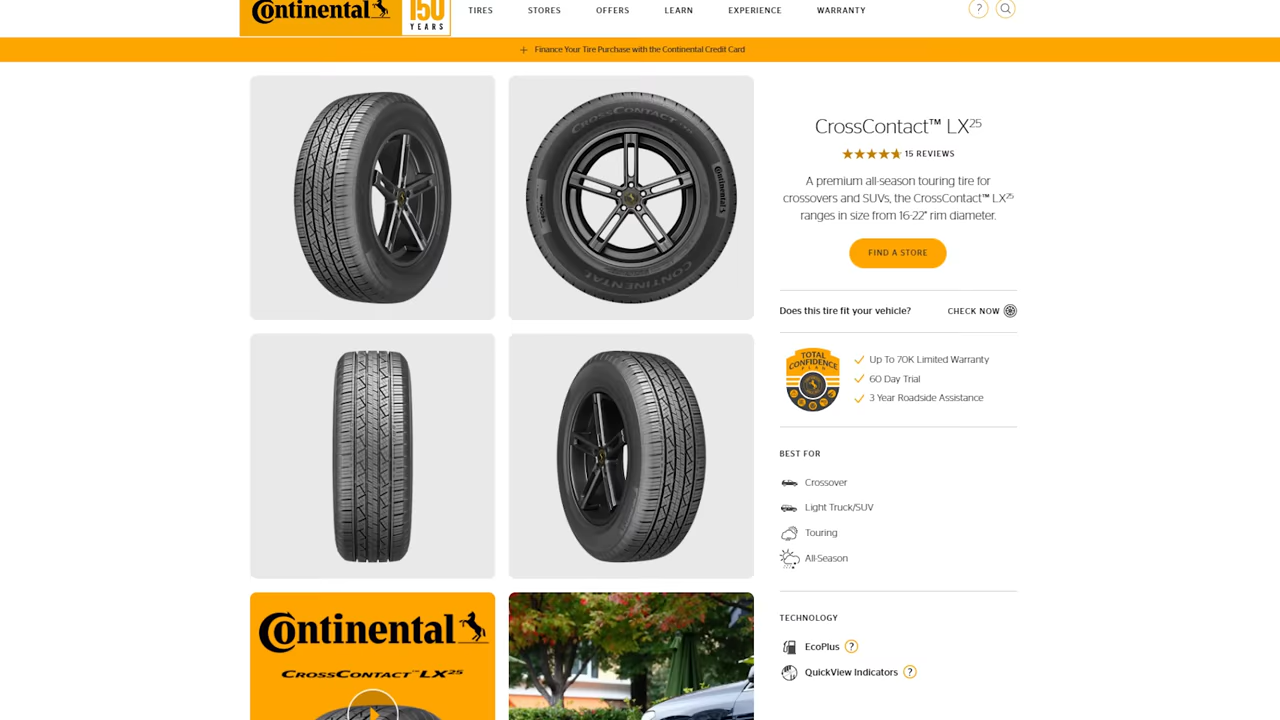 Continental
150
YEARS
TIRES
STORES
OFFERS
LEARN
EXPERIENCE
WARRANTY
?
+ Finance Your Tire Purchase with the Continental Credit Card
CROSSCONTACT
Continental
CONTINENTAL
CrossContact™ LX25
15 REVIEWS
A premium all-season touring tire for
crossovers and SUVs, the CrossContact™ LX25
ranges in size from 16-22" rim diameter.
FIND A STORE
Does this tire fit your vehicle?
CHECK NOW
TOTAL
CONFIDENCE
PLAN
Up To 70K Limited Warranty
60 Day Trial
3 Year Roadside Assistance
BEST FOR
Crossover
Light Truck/SUV
Touring
All-Season
TECHNOLOGY
EcoPlus ?
QuickView Indicators ?
Continental
CROSSCONTACT™ LX25